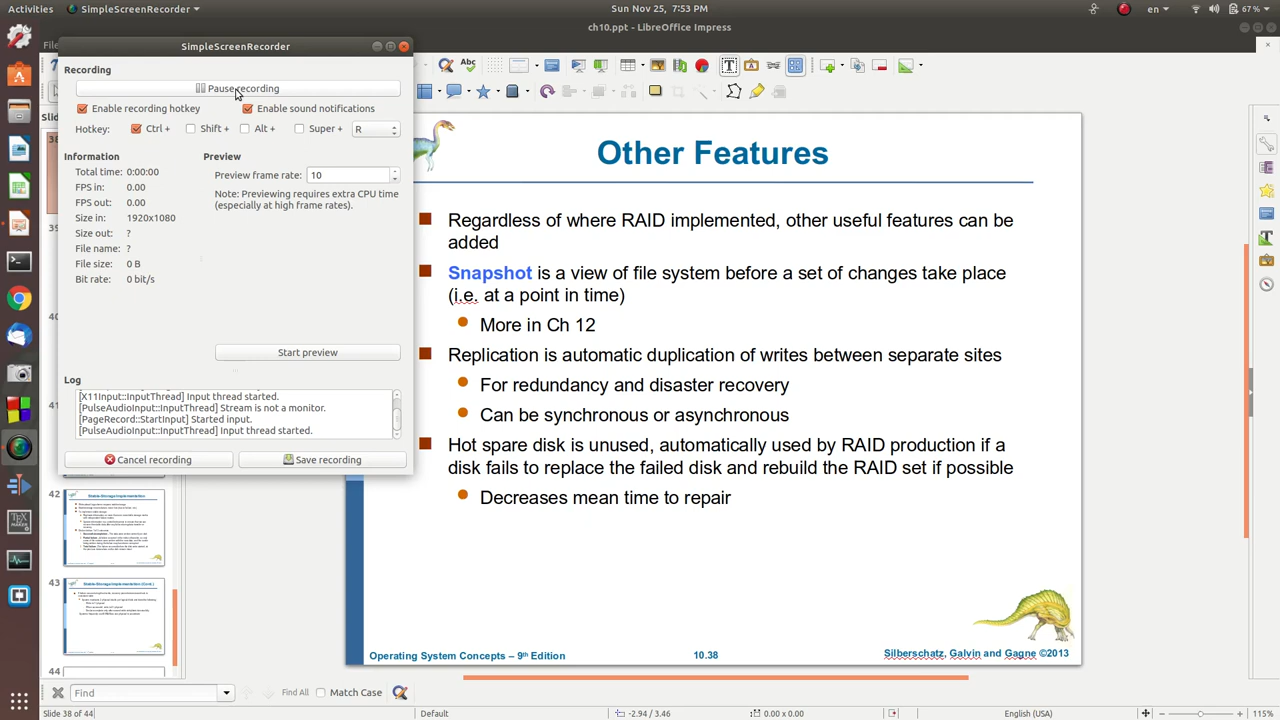 Activities
SimpleScreenRecorder
Sun Nov 25, 7:53 PM
en
67%
ch10.ppt - LibreOffice Impress
SimpleScreenRecorder
Recording
Pause recording
Enable recording hotkey
Enable sound notifications
Hotkey:
Ctrl +
Shift +
Alt +
Super +
R
Information
Total time: 0:00:00
FPS in: 0.00
FPS out: 0.00
Size in: 1920x1080
Size out: ?
File name: ?
File size: 0 B
Bit rate: 0 bit/s
Preview
Preview frame rate: 10
Note: Previewing requires extra CPU time
(especially at high frame rates).
Start preview
Log
[X11Input::InputThread] Input thread started.
[PulseAudioInput::InputThread] Stream is not a monitor.
[PageRecord::StartInput] Started input.
[PulseAudioInput::InputThread] Input thread started.
Cancel recording
Save recording
38
39
40
41
42
Stable-Storage Implementation
43
Stable-Storage Implementation (Cont.)
44
Other Features
Regardless of where RAID implemented, other useful features can be
added
Snapshot is a view of file system before a set of changes take place
(i.e. at a point in time)
More in Ch 12
Replication is automatic duplication of writes between separate sites
For redundancy and disaster recovery
Can be synchronous or asynchronous
Hot spare disk is unused, automatically used by RAID production if a
disk fails to replace the failed disk and rebuild the RAID set if possible
Decreases mean time to repair
Operating System Concepts – 9th Edition
10.38
Silberschatz, Galvin and Gagne ©2013
Find
Find All
Match Case
Slide 38 of 44
Default
-2.94 / 3.46
0.00 x 0.00
English (USA)
115%